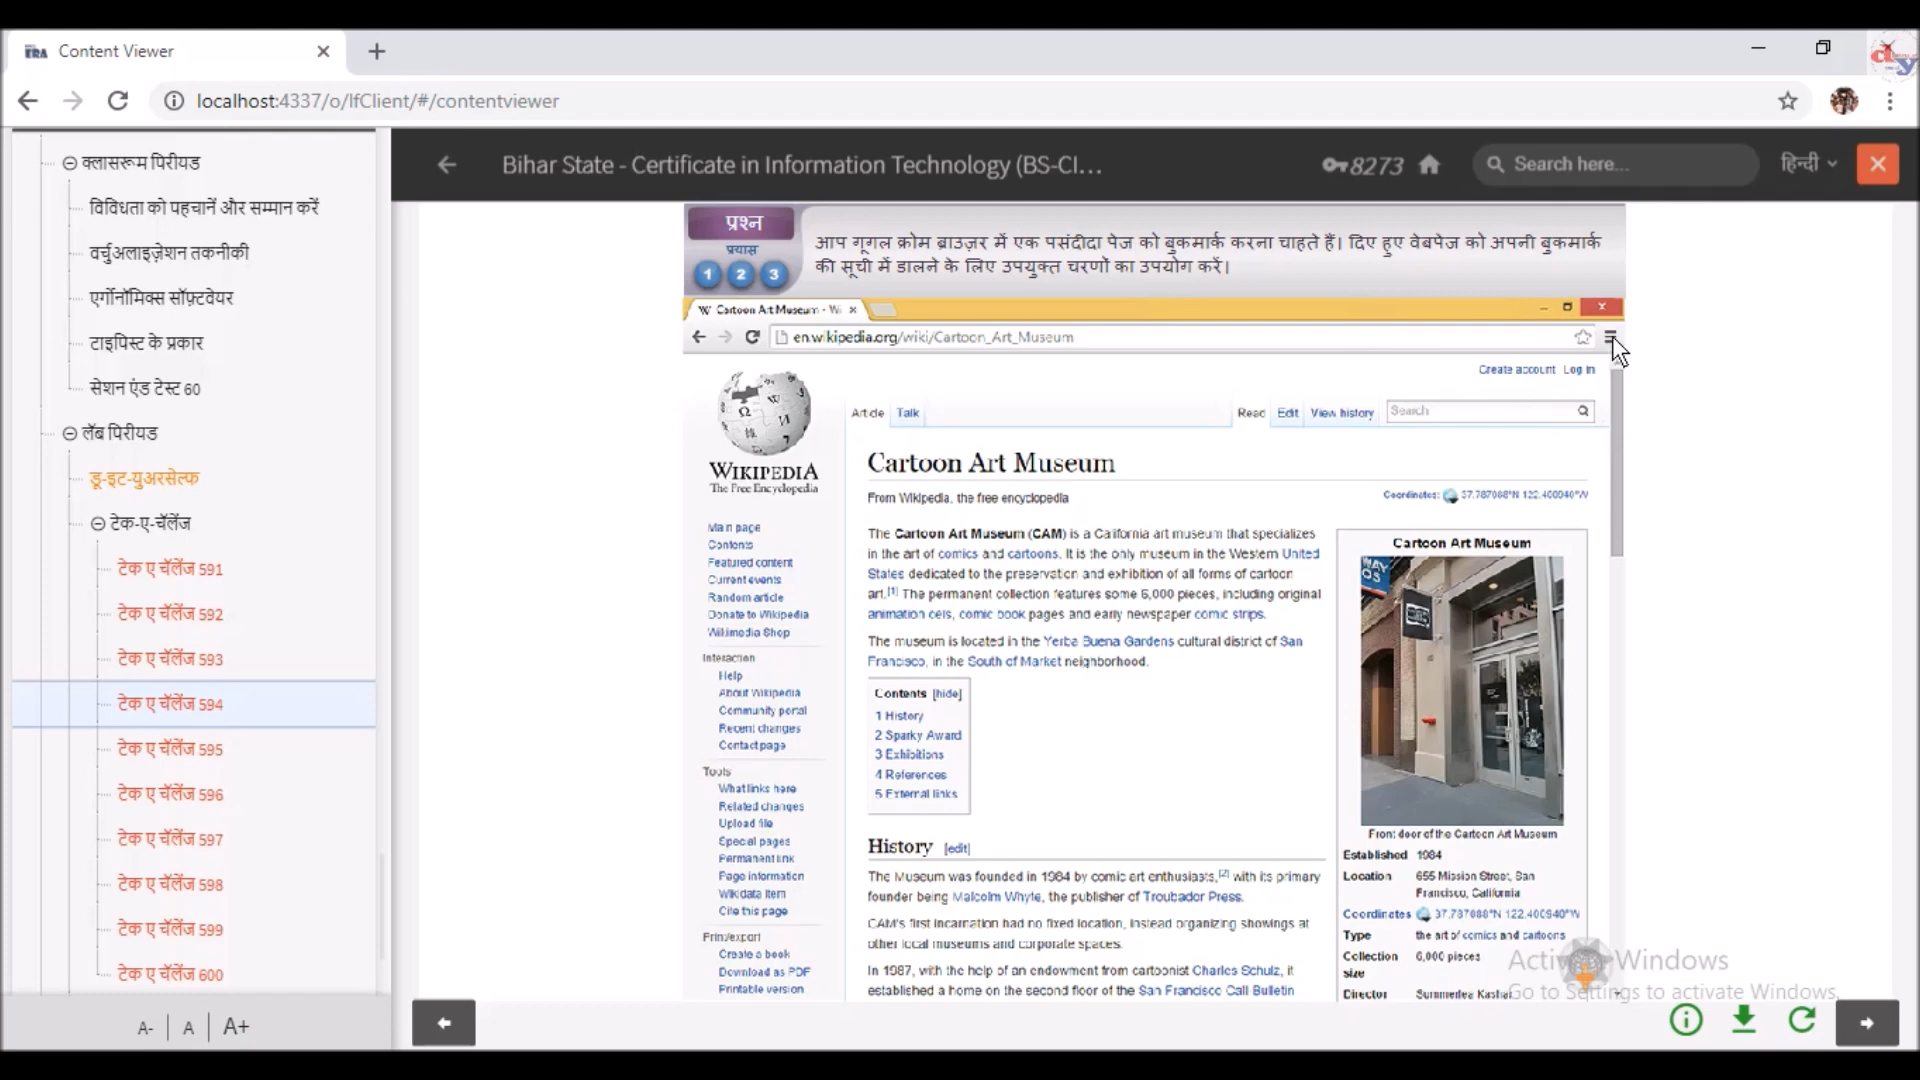 Content Viewer
localhost:4337/o/lfClient/#/contentviewer
क्लासरूम पिरीयड
विविधता को पहचानें और सम्मान करें
वर्चुअलाइज़ेशन तकनीकी
एर्गोनॉमिक्स सॉफ़्टवेयर
टाइपिस्ट के प्रकार
सेशन एंड टेस्ट 60
लॅब पिरीयड
डू-इट-युअरसेल्फ
टेक-ए-चॅलेंज
टेक ए चॅलेंज 591
टेक ए चॅलेंज 592
टेक ए चॅलेंज 593
टेक ए चॅलेंज 594
टेक ए चॅलेंज 595
टेक ए चॅलेंज 596
टेक ए चॅलेंज 597
टेक ए चॅलेंज 598
टेक ए चॅलेंज 599
टेक ए चॅलेंज 600
A- A A+
Bihar State - Certificate in Information Technology (BS-CI...
8273
Search here...
हिन्दी
प्रश्न
प्रयास
1 2 3
आप गूगल क्रोम ब्राउज़र में एक पसंदीदा पेज को बुकमार्क करना चाहते हैं। दिए हुए वेबपेज को अपनी बुकमार्क
की सूची में डालने के लिए उपयुक्त चरणों का उपयोग करें।
Cartoon Art Museum - Wi
en.wikipedia.org/wiki/Cartoon_Art_Museum
Create account Log in
Article Talk
Read Edit View history
Search
WIKIPEDIA
The Free Encyclopedia
Main page
Contents
Featured content
Current events
Random article
Donate to Wikipedia
Wikimedia Shop
Interaction
Help
About Wikipedia
Community portal
Recent changes
Contact page
Tools
What links here
Related changes
Upload file
Special pages
Permanent link
Page information
Wikidata item
Cite this page
Print/export
Create a book
Download as PDF
Printable version
Cartoon Art Museum
From Wikipedia, the free encyclopedia
Coordinates:
The Cartoon Art Museum (CAM) is a California art museum that specializes
in the art of comics and cartoons. It is the only museum in the Western United
States dedicated to the preservation and exhibition of all forms of cartoon
art.[1] The permanent collection features some 6,000 pieces, including original
animation cels, comic book pages and early newspaper comic strips.
The museum is located in the Yerba Buena Gardens cultural district of San
Francisco, in the South of Market neighborhood.
Contents [hide]
1 History
2 Sparky Award
3 Exhibitions
4 References
5 External links
History [edit]
The Museum was founded in 1984 by comic art enthusiasts,[2] with its primary
founder being Malcolm Whyte, the publisher of Troubador Press.
CAM's first incarnation had no fixed location, instead organizing showings at
other local museums and corporate spaces.
In 1987, with the help of an endowment from cartoonist Charles Schulz, it
established a home on the second floor of the San Francisco Call Bulletin
Cartoon Art Museum
Front door of the Cartoon Art Museum
Established 1984
Location 655 Mission Street, San
Francisco, California
Coordinates
Type the art of comics and cartoons
Collection 6,000 pieces
size
Director
Windows
Go to Settings to activate Windows.